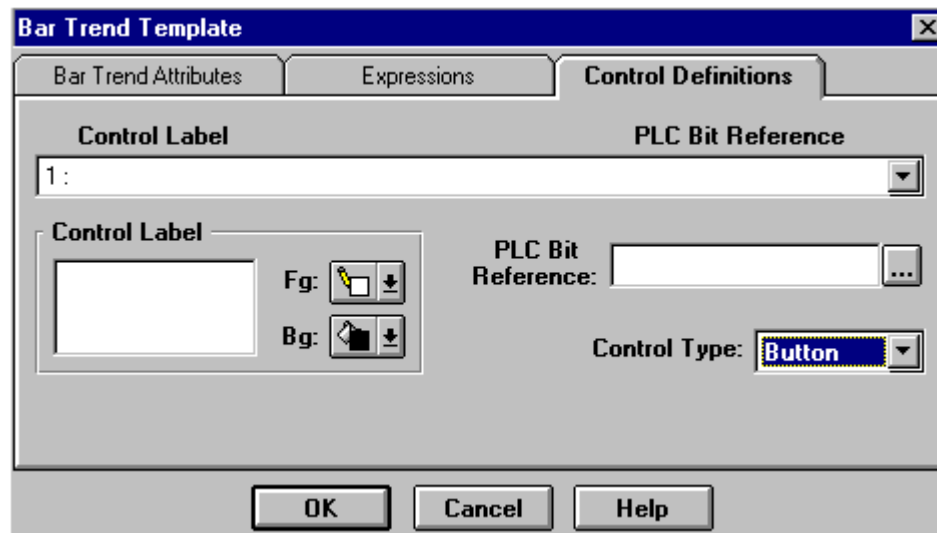 Bar Trend Template
Bar Trend Attributes Expressions Control Definitions
Control Label PLC Bit Reference
1 :
Control Label
Fg:
Bg:
PLC Bit
Reference: ...
Control Type: Button
OK Cancel Help